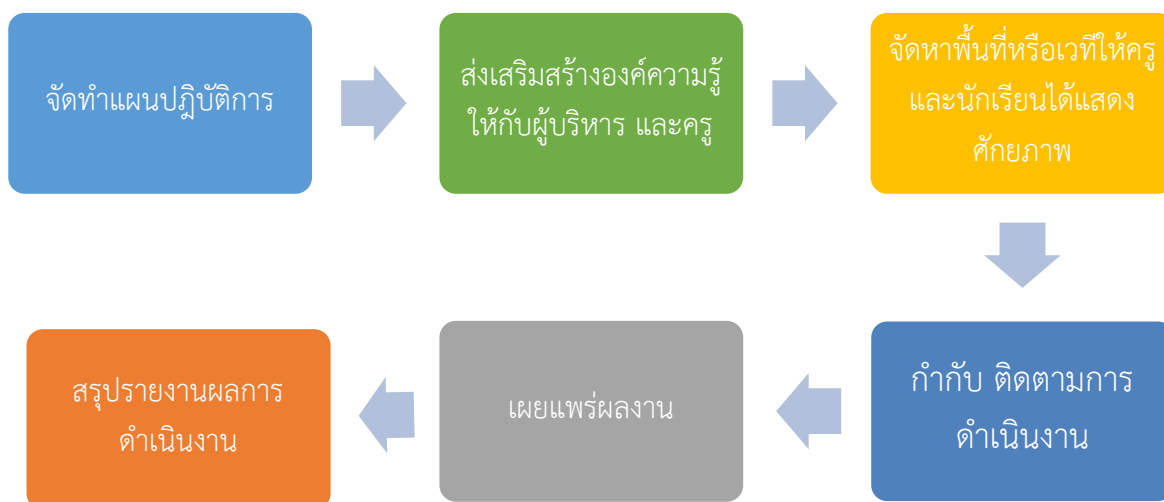 จัดทำแผนปฏิบัติการ
ส่งเสริมสร้างองค์ความรู้
ให้กับผู้บริหาร และครู
จัดหาพื้นที่หรือเวทีให้ครู
และนักเรียนได้แสดง
ศักยภาพ
กำกับ ติดตามการ
ดำเนินงาน
เผยแพร่ผลงาน
สรุปรายงานผลการ
ดำเนินงาน